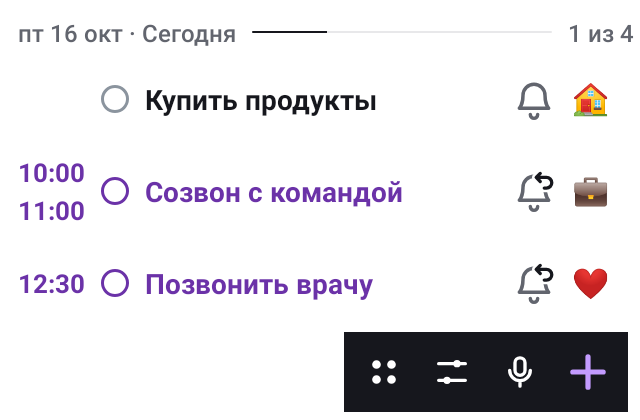 пт 16 окт · Сегодня 1 из 4
Купить продукты
10:00
11:00
Созвон с командой
12:30 Позвонить врачу